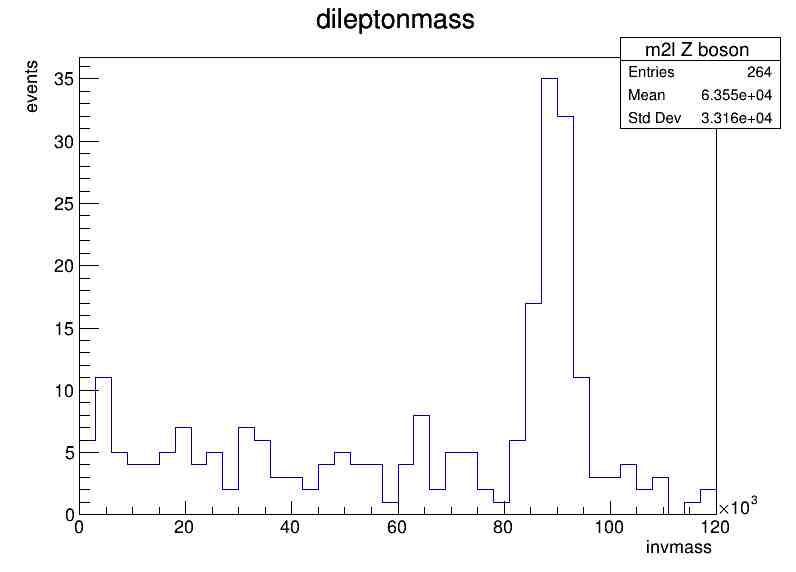 dileptonmass
m2l Z boson
Entries 264
Mean 6.355e+04
Std Dev 3.316e+04
events
35
30
25
20
15
10
5
0
0 20 40 60 80 100 120
×10³
invmass